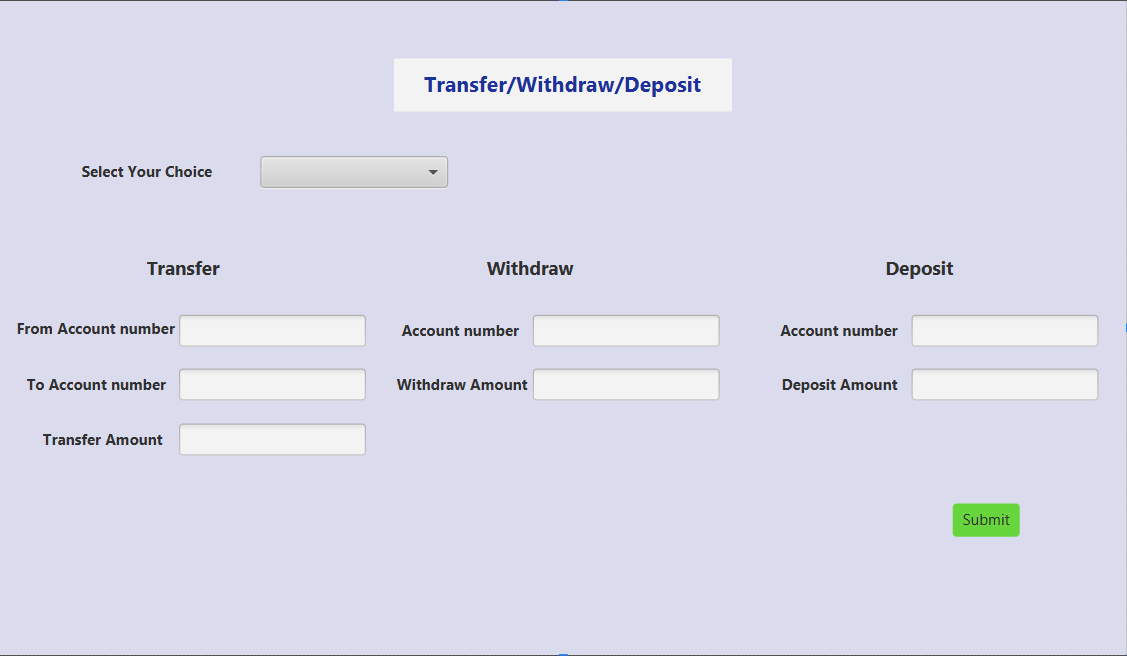 Transfer/Withdraw/Deposit
Select Your Choice
Transfer Withdraw Deposit
From Account number Account number Account number
To Account number Withdraw Amount Deposit Amount
Transfer Amount
Submit